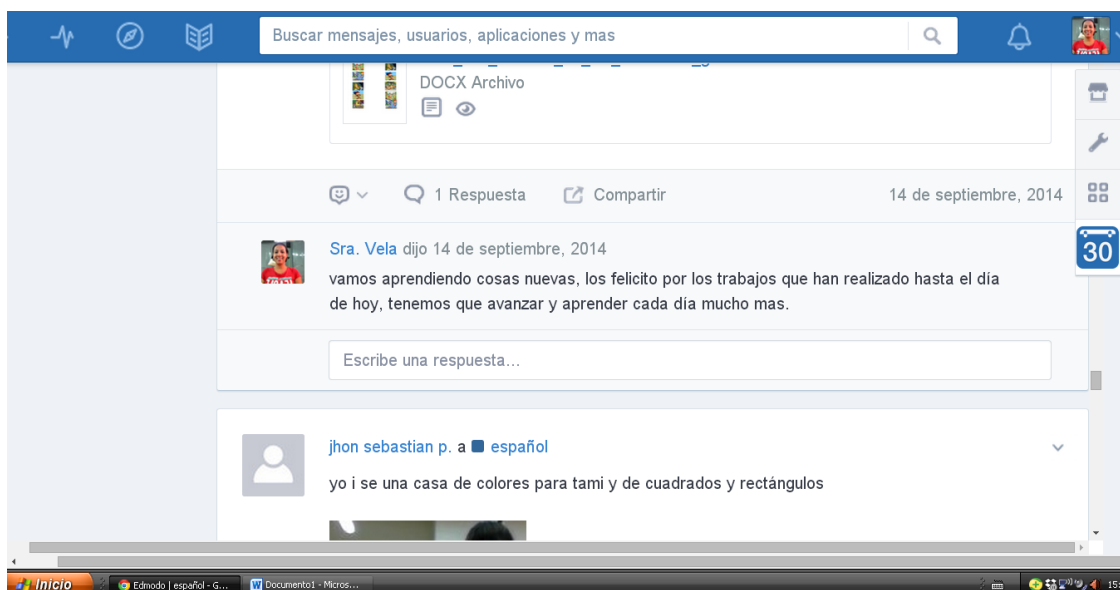 Buscar mensajes, usuarios, aplicaciones y mas
DOCX Archivo
1 Respuesta Compartir 14 de septiembre, 2014
30
Sra. Vela dijo 14 de septiembre, 2014
vamos aprendiendo cosas nuevas, los felicito por los trabajos que han realizado hasta el día
de hoy, tenemos que avanzar y aprender cada día mucho mas.
Escribe una respuesta...
jhon sebastian p. a español
yo i se una casa de colores para tami y de cuadrados y rectángulos
Inicio Edmodo | español - G... Documento1 - Micros... 15: